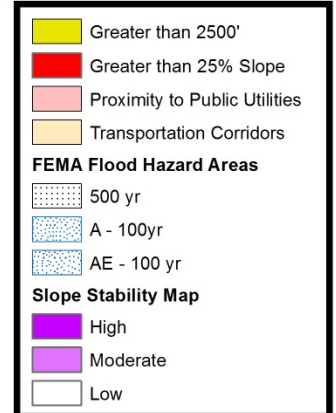 Greater than 2500'
Greater than 25% Slope
Proximity to Public Utilities
Transportation Corridors
FEMA Flood Hazard Areas
500 yr
A - 100yr
AE - 100 yr
Slope Stability Map
High
Moderate
Low